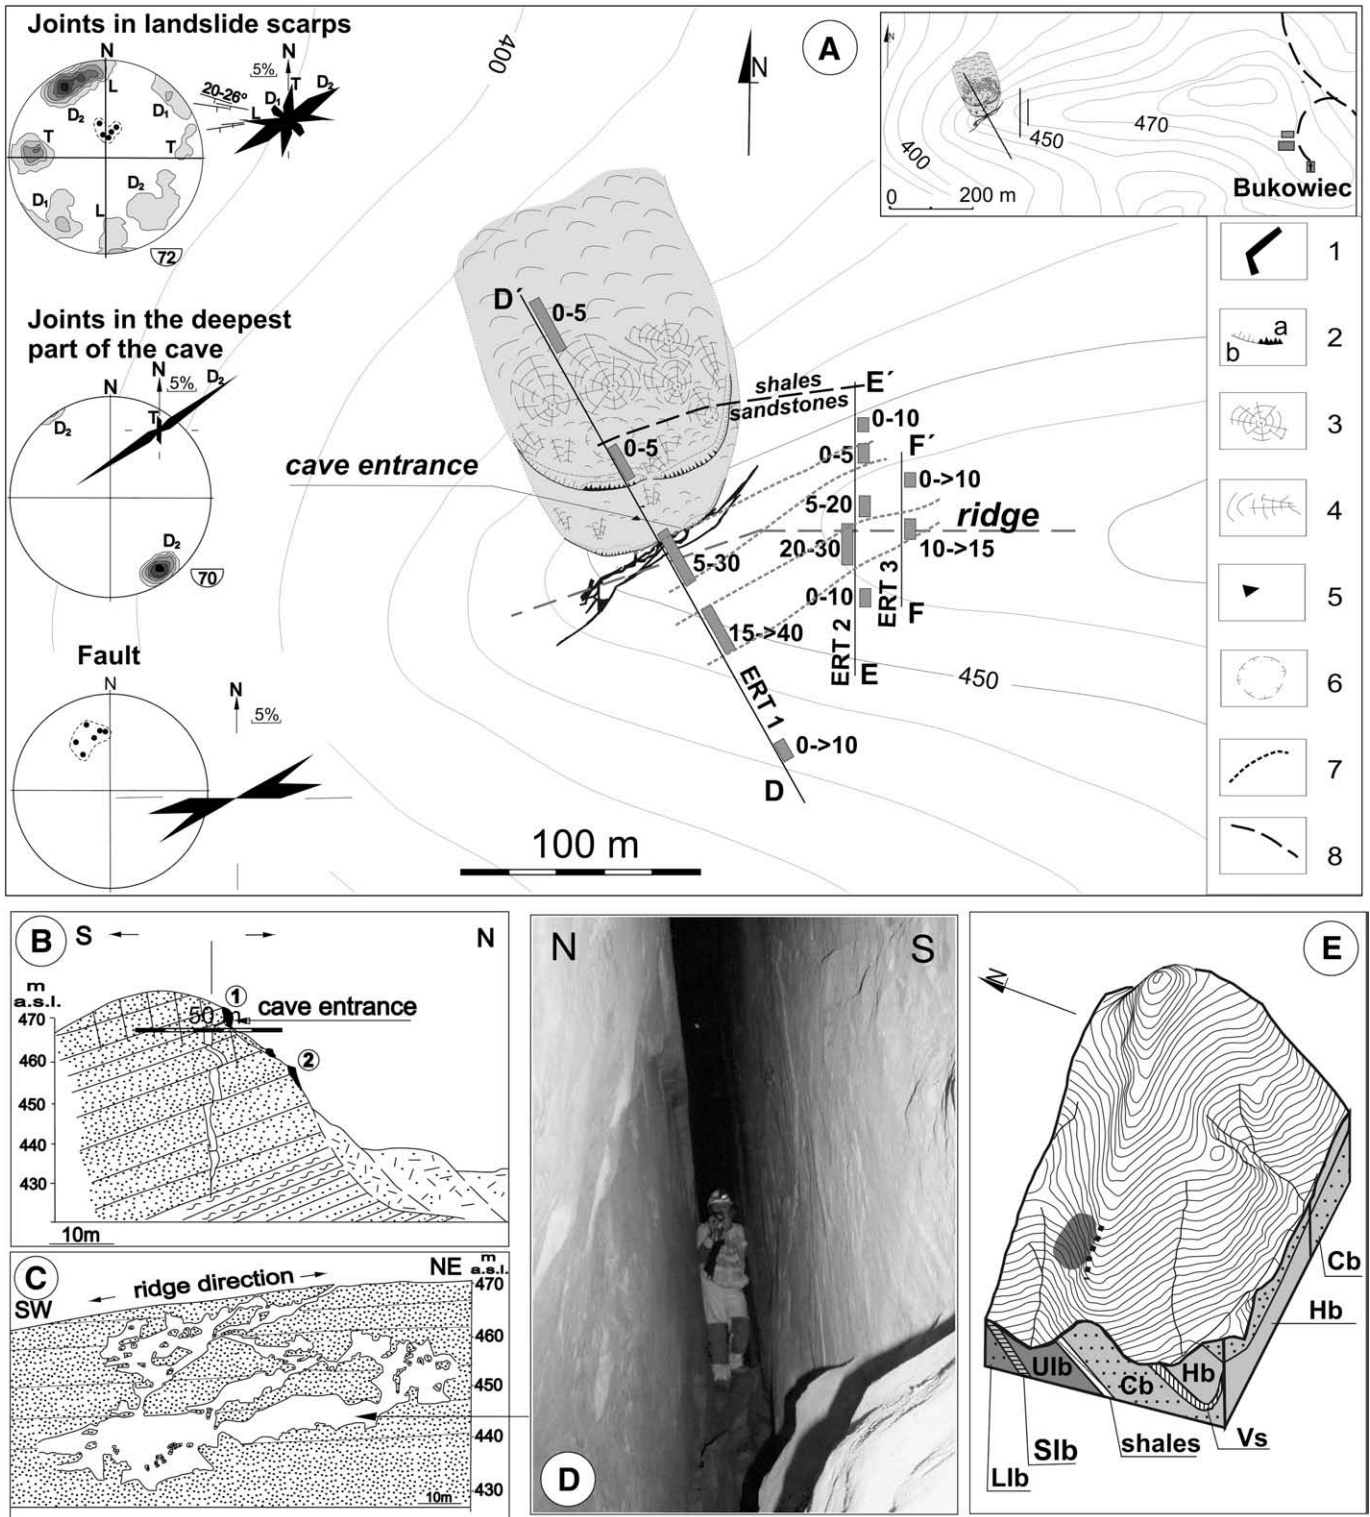 Joints in landslide scarps
N
L
D₂
D₁
T
T
D₁
D₂
L
72
20-26º
5%
T
D₂
D₁
L
400
N
A
N
400
450
470
0
200 m
Bukowiec
Joints in the deepest
part of the cave
N
D₂
D₂
70
N
5%
D₂
T
Fault
N
N
5%
D´
0-5
shales
sandstones
E´
0-10
0-5
0-5
F´
0->10
cave entrance
5-20
ridge
20-30
10->15
5-30
0-10
ERT 3
F
15->40
ERT 2
E
450
ERT 1
0->10
D
100 m
1
a
b
2
3
4
5
6
7
8
B
S
N
m
a.s.l.
1
cave entrance
470
50 m
460
2
450
440
430
10m
C
ridge direction
NE
SW
m
a.s.l.
470
460
450
440
430
10m
N
S
D
E
N
Cb
Hb
Ulb
Cb
Hb
Slb
shales
Vs
Llb